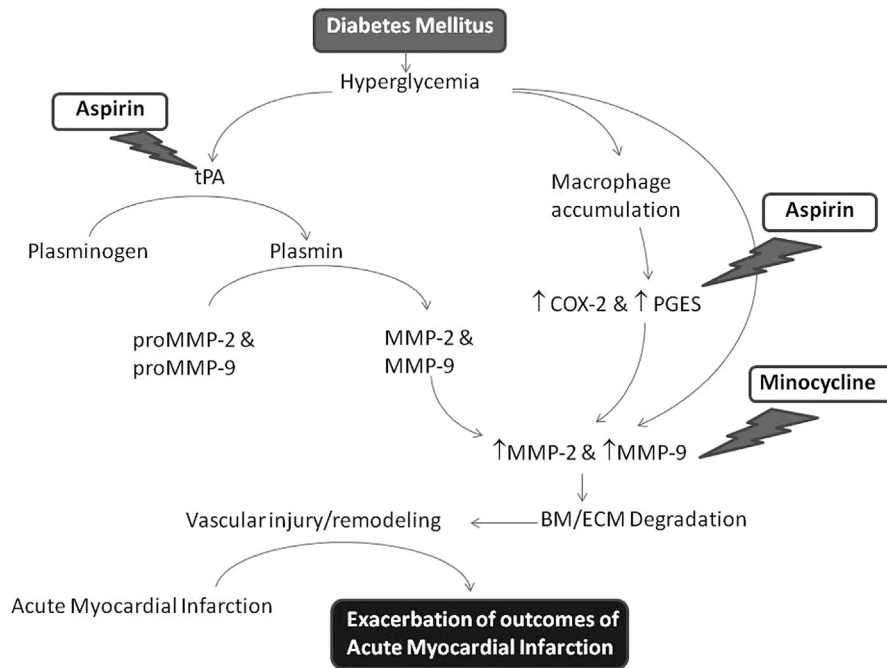 Diabetes Mellitus
Hyperglycemia
Aspirin
tPA
Macrophage
accumulation
Aspirin
Plasminogen
Plasmin
↑COX-2 & ↑PGES
proMMP-2 &
proMMP-9
MMP-2 &
MMP-9
Minocycline
↑MMP-2 & ↑MMP-9
Vascular injury/remodeling
BM/ECM Degradation
Acute Myocardial Infarction
Exacerbation of outcomes of
Acute Myocardial Infarction